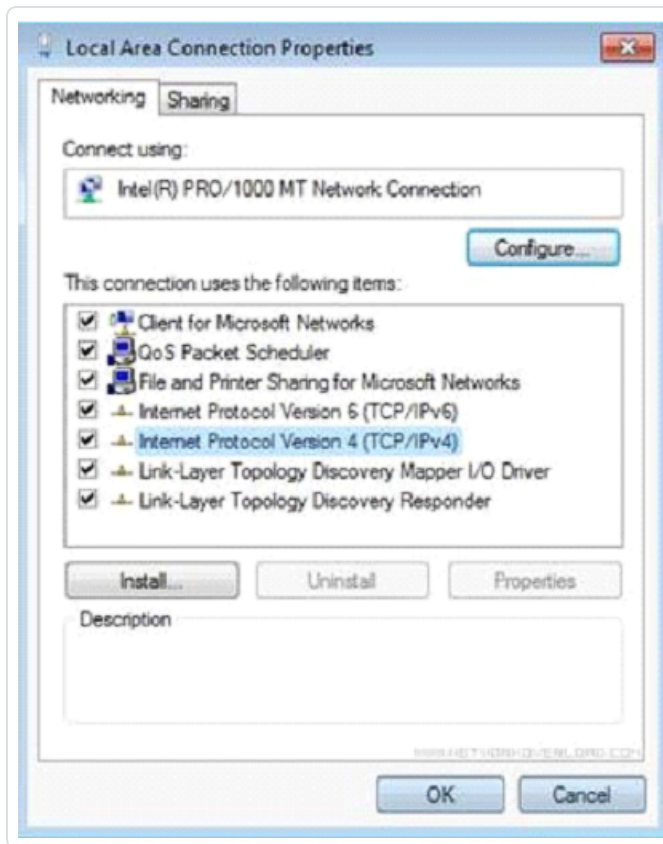 Local Area Connection Properties
Networking
Sharing
Connect using:
Intel(R) PRO/1000 MT Network Connection
Configure...
This connection uses the following items:
Client for Microsoft Networks
QoS Packet Scheduler
File and Printer Sharing for Microsoft Networks
Internet Protocol Version 6 (TCP/IPv6)
Internet Protocol Version 4 (TCP/IPv4)
Link-Layer Topology Discovery Mapper I/O Driver
Link-Layer Topology Discovery Responder
Install...
Uninstall
Properties
Description
OK
Cancel